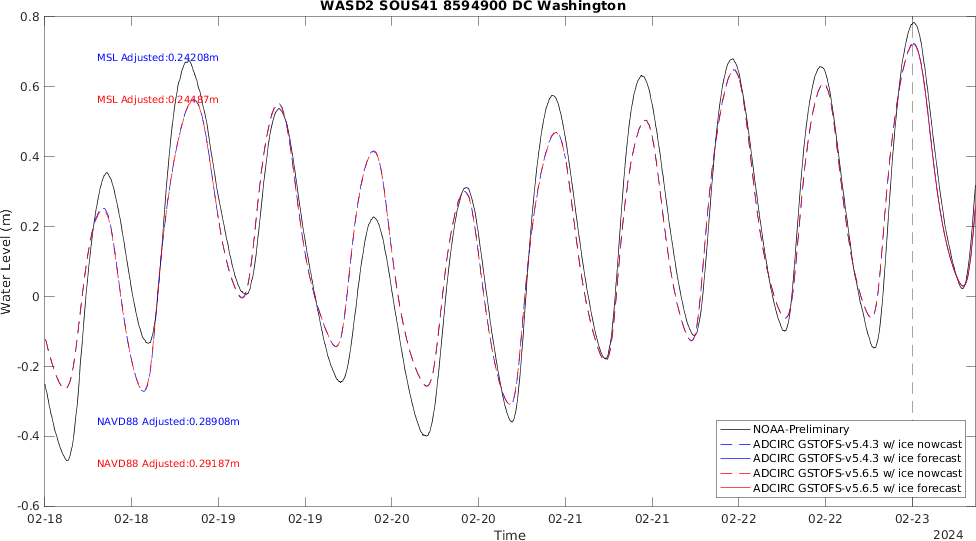 WASD2 SOUS41 8594900 DC Washington
0.8
0.6
0.4
0.2
0
-0.2
-0.4
-0.6
Water Level (m)
MSL Adjusted:0.24208m
MSL Adjusted:0.24487m
NAVD88 Adjusted:0.28908m
NAVD88 Adjusted:0.29187m
NOAA-Preliminary
ADCIRC GSTOFS-v5.4.3 w/ ice nowcast
ADCIRC GSTOFS-v5.4.3 w/ ice forecast
ADCIRC GSTOFS-v5.6.5 w/ ice nowcast
ADCIRC GSTOFS-v5.6.5 w/ ice forecast
02-18 02-18 02-19 02-19 02-20 02-20 02-21 02-21 02-22 02-22 02-23
Time
2024